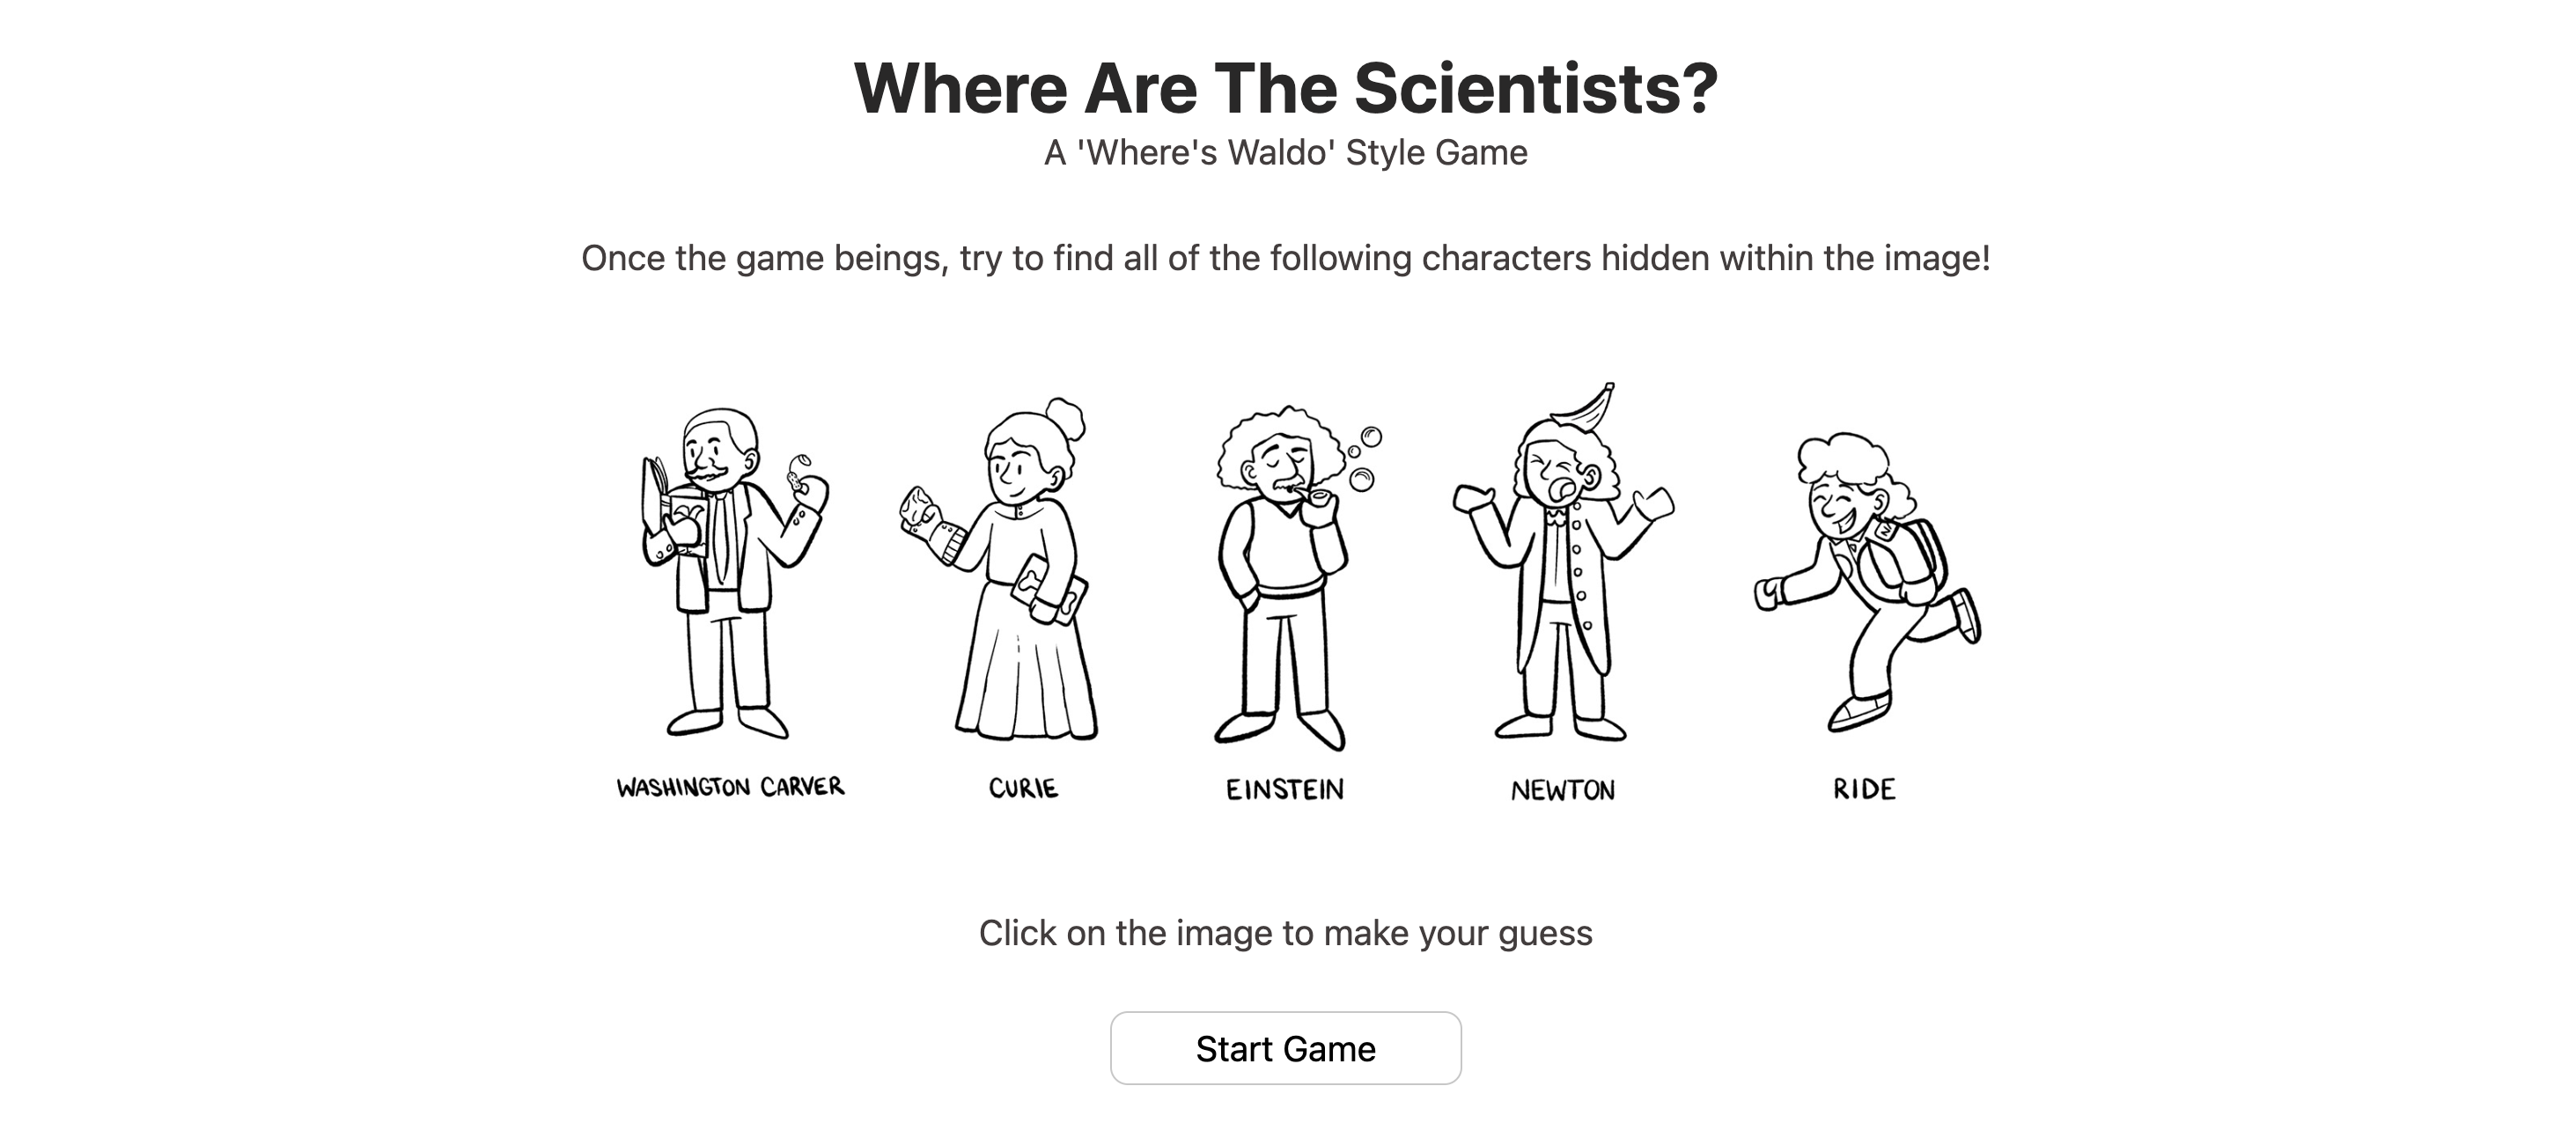 Where Are The Scientists?
A 'Where's Waldo' Style Game
Once the game beings, try to find all of the following characters hidden within the image!
WASHINGTON CARVER
CURIE
EINSTEIN
NEWTON
RIDE
Click on the image to make your guess
Start Game